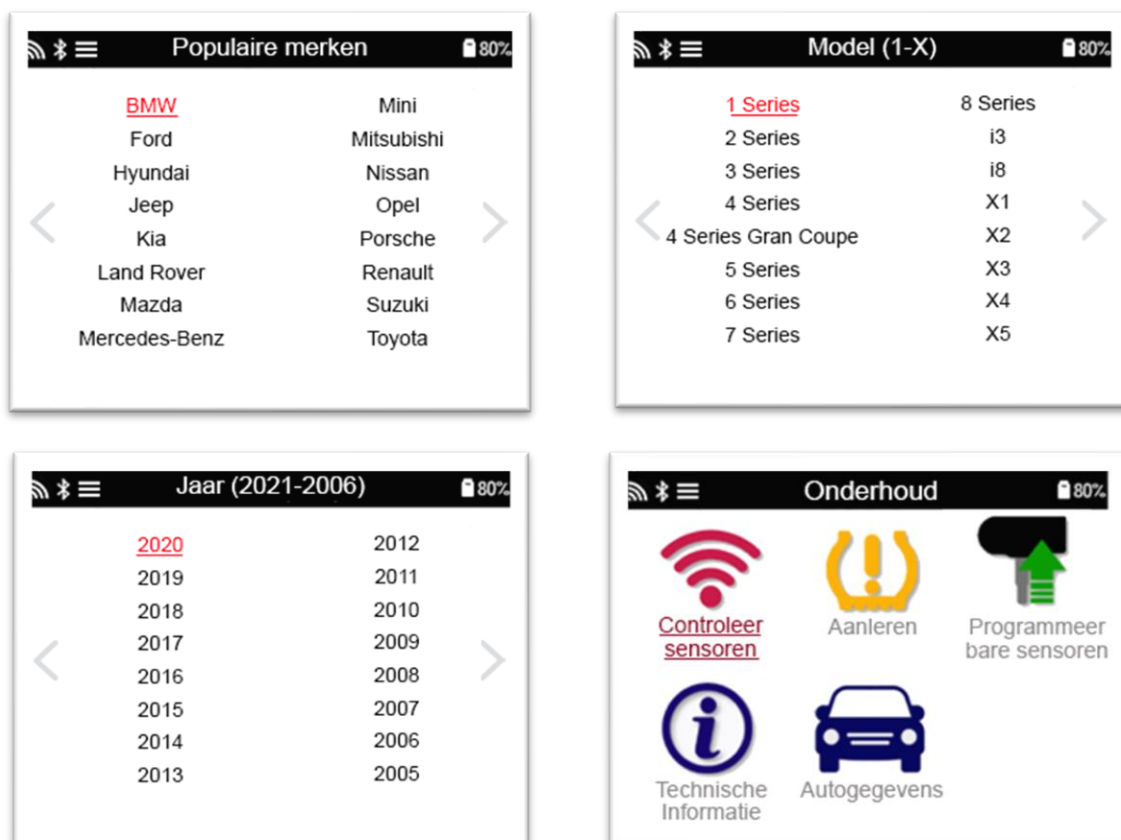 Populaire merken
80%
BMW
Mini
Ford
Mitsubishi
Hyundai
Nissan
Jeep
Opel
Kia
Porsche
Land Rover
Renault
Mazda
Suzuki
Mercedes-Benz
Toyota
Model (1-X)
80%
1 Series
8 Series
2 Series
i3
3 Series
i8
4 Series
X1
4 Series Gran Coupe
X2
5 Series
X3
6 Series
X4
7 Series
X5
Jaar (2021-2006)
80%
2020
2012
2019
2011
2018
2010
2017
2009
2016
2008
2015
2007
2014
2006
2013
2005
Onderhoud
80%
Controleer
sensoren
Aanleren
Programmeer
bare sensoren
Technische
Informatie
Autogegevens